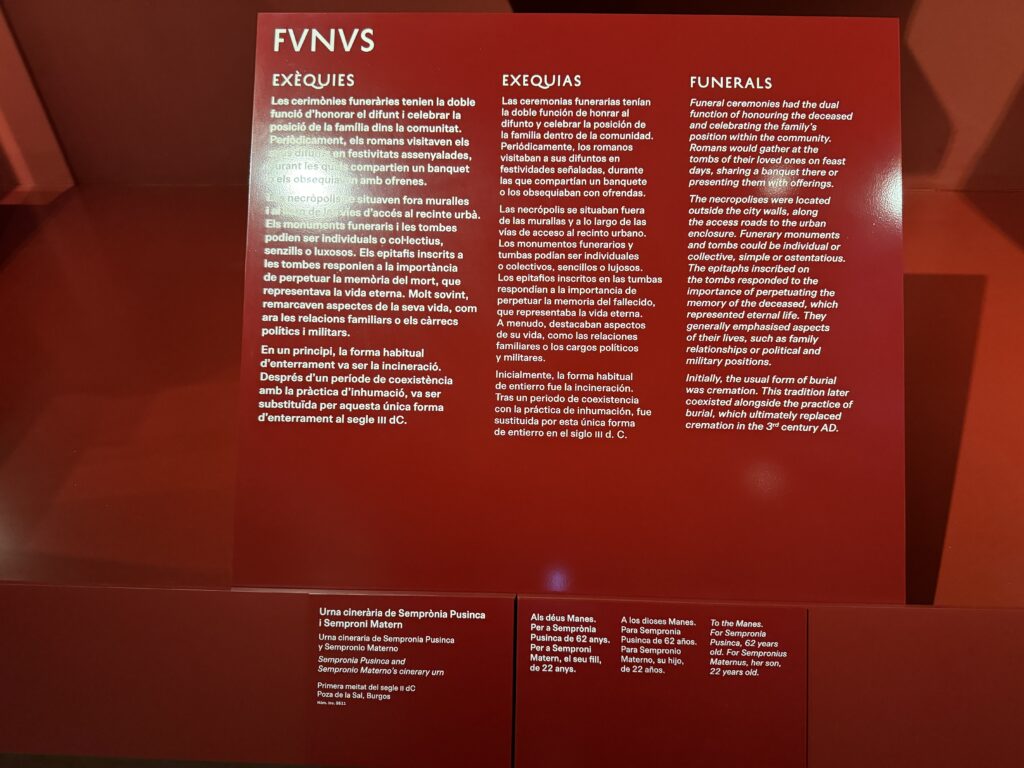 FVNVS
EXÈQUIES
Les cerimònies funeràries tenien la doble
funció d'honorar el difunt i celebrar la
posició de la família dins la comunitat.
Periòdicament, els romans visitaven els
en festivitats assenyalades,
durant les quals compartien un banquet
o els obsequiaven amb ofrenes.
Les necròpolis se situaven fora muralles
i al llarg de les vies d'accés al recinte urbà.
Els monuments funeraris i les tombes
podien ser individuals o col·lectius,
senzills o luxosos. Els epitafis inscrits a
les tombes responien a la importància
de perpetuar la memòria del mort, que
representava la vida eterna. Molt sovint,
remarcaven aspectes de la seva vida, com
ara les relacions familiars o els càrrecs
polítics i militars.
En un principi, la forma habitual
d'enterrament va ser la incineració.
Després d'un període de coexistència
amb la pràctica d'inhumació, va ser
substituïda per aquesta única forma
d'enterrament al segle III dC.
EXEQUIAS
Las ceremonias funerarias tenían
la doble función de honrar al
difunto y celebrar la posición de
la familia dentro de la comunidad.
Periódicamente, los romanos
visitaban a sus difuntos en
festividades señaladas, durante
las que compartían un banquete
o los obsequiaban con ofrendas.
Las necrópolis se situaban fuera
de las murallas y a lo largo de las
vías de acceso al recinto urbano.
Los monumentos funerarios y
tumbas podían ser individuales
o colectivos, sencillos o lujosos.
Los epitafios inscritos en las tumbas
respondían a la importancia de
perpetuar la memoria del fallecido,
que representaba la vida eterna.
A menudo, destacaban aspectos
de su vida, como las relaciones
familiares o los cargos políticos
y militares.
Inicialmente, la forma habitual
de entierro fue la incineración.
Tras un periodo de coexistencia
con la práctica de inhumación, fue
sustituida por esta única forma
de entierro en el siglo III d. C.
FUNERALS
Funeral ceremonies had the dual
function of honouring the deceased
and celebrating the family's
position within the community.
Romans would gather at the
tombs of their loved ones on feast
days, sharing a banquet there or
presenting them with offerings.
The necropolises were located
outside the city walls, along
the access roads to the urban
enclosure. Funerary monuments
and tombs could be individual or
collective, simple or ostentatious.
The epitaphs inscribed on
the tombs responded to the
importance of perpetuating the
memory of the deceased, which
represented eternal life. They
generally emphasised aspects
of their lives, such as family
relationships or political and
military positions.
Initially, the usual form of burial
was cremation. This tradition later
coexisted alongside the practice of
burial, which ultimately replaced
cremation in the 3rd century AD.
Urna cinerària de Semprònia Pusinca
i Semproni Matern
Urna cineraria de Sempronia Pusinca
y Sempronio Materno
Sempronia Pusinca and
Sempronio Materno's cinerary urn
Primera meitat del segle II dC
Poza de la Sal, Burgos
Núm. inv. 8611
Als déus Manes.
Per a Semprònia
Pusinca de 62 anys.
Per a Semproni
Matern, el seu fill,
de 22 anys.
A los dioses Manes.
Para Sempronia
Pusinca de 62 años.
Para Sempronio
Materno, su hijo,
de 22 años.
To the Manes.
For Sempronia
Pusinca, 62 years
old. For Sempronius
Maternus, her son,
22 years old.